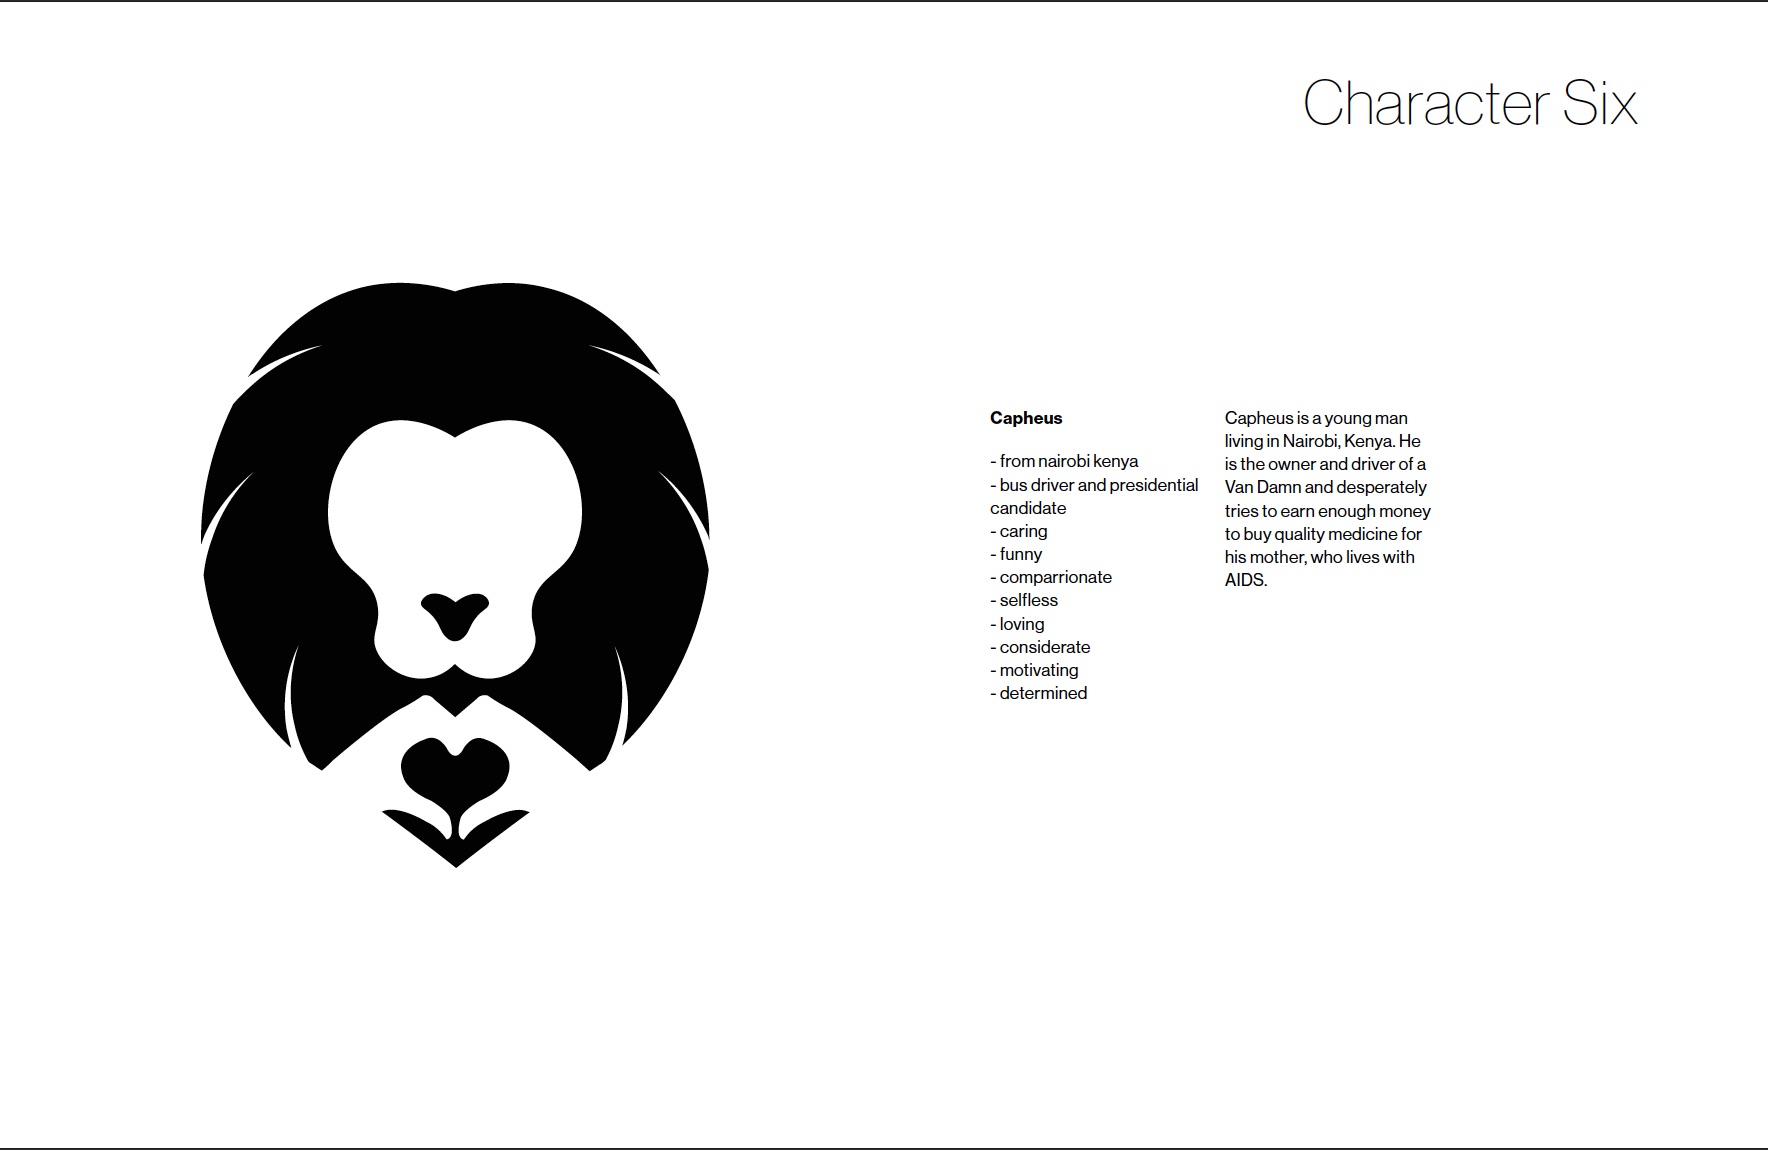 Character Six
Capheus
- from nairobi kenya
- bus driver and presidential
candidate
- caring
- funny
- comparrionate
- selfless
- loving
- considerate
- motivating
- determined
Capheus is a young man
living in Nairobi, Kenya. He
is the owner and driver of a
Van Damn and desperately
tries to earn enough money
to buy quality medicine for
his mother, who lives with
AIDS.